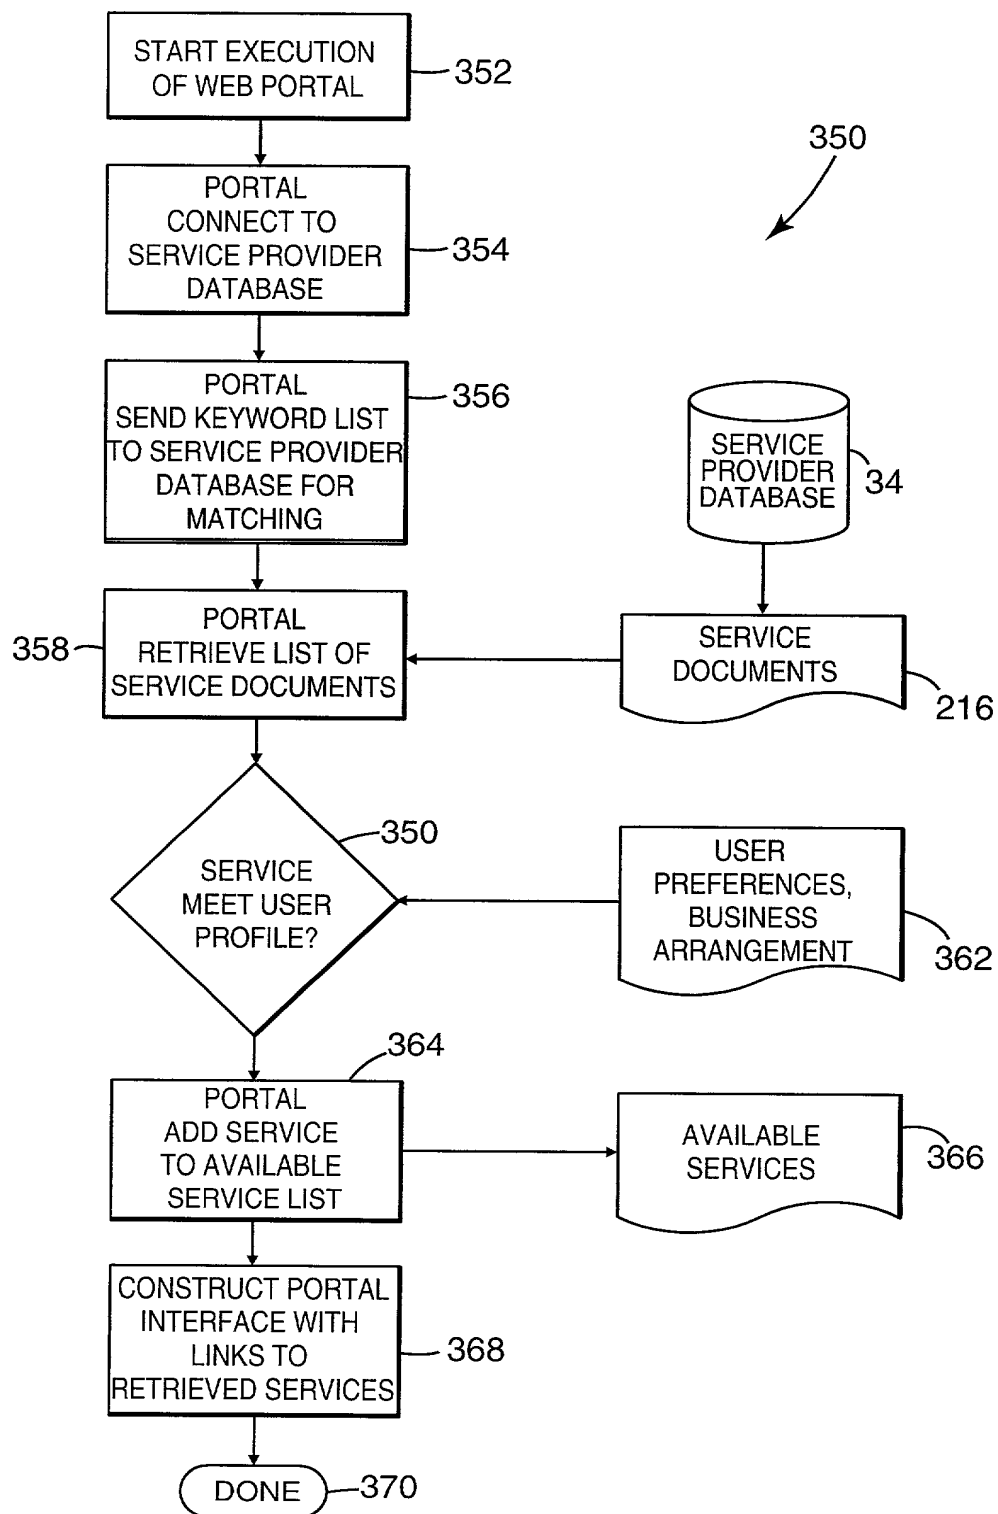 START EXECUTION
OF WEB PORTAL
352
350
PORTAL
CONNECT TO
SERVICE PROVIDER
DATABASE
354
PORTAL
SEND KEYWORD LIST
TO SERVICE PROVIDER
DATABASE FOR
MATCHING
356
SERVICE
PROVIDER
DATABASE
34
PORTAL
RETRIEVE LIST OF
SERVICE DOCUMENTS
358
SERVICE
DOCUMENTS
216
SERVICE
MEET USER
PROFILE?
350
USER
PREFERENCES,
BUSINESS
ARRANGEMENT
362
PORTAL
ADD SERVICE
TO AVAILABLE
SERVICE LIST
364
AVAILABLE
SERVICES
366
CONSTRUCT PORTAL
INTERFACE WITH
LINKS TO
RETRIEVED SERVICES
368
DONE
370